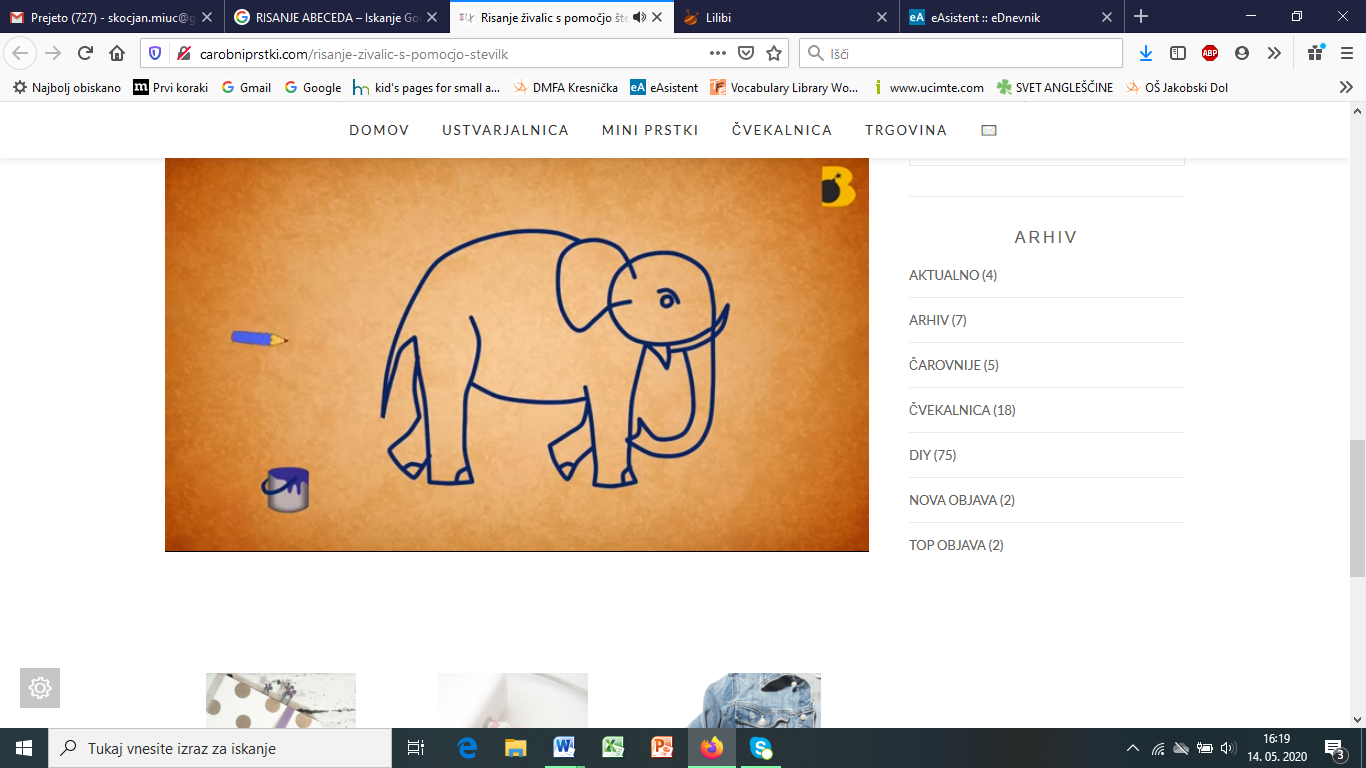 Prejeto (727) - skocjan.miuc@g
RISANJE ABECEDA – Iskanje Go
Risanje živalic s pomočjo šte
Lilibi
eAsistent :: eDnevnik
carobniprstki.com/risanje-zivalic-s-pomocjo-stevilk
Išči
ABP
Najbolj obiskano
Prvi koraki
Gmail
Google
kid's pages for small a...
DMFA Kresnička
eAsistent
Vocabulary Library Wo...
www.ucimte.com
SVET ANGLEŠČINE
OŠ Jakobski Dol
DOMOV
USTVARJALNICA
MINI PRSTKI
ČVEKALNICA
TRGOVINA
B
ARHIV
AKTUALNO (4)
ARHIV (7)
ČAROVNIJE (5)
ČVEKALNICA (18)
DIY (75)
NOVA OBJAVA (2)
TOP OBJAVA (2)
Tukaj vnesite izraz za iskanje
16:19
14. 05. 2020
3